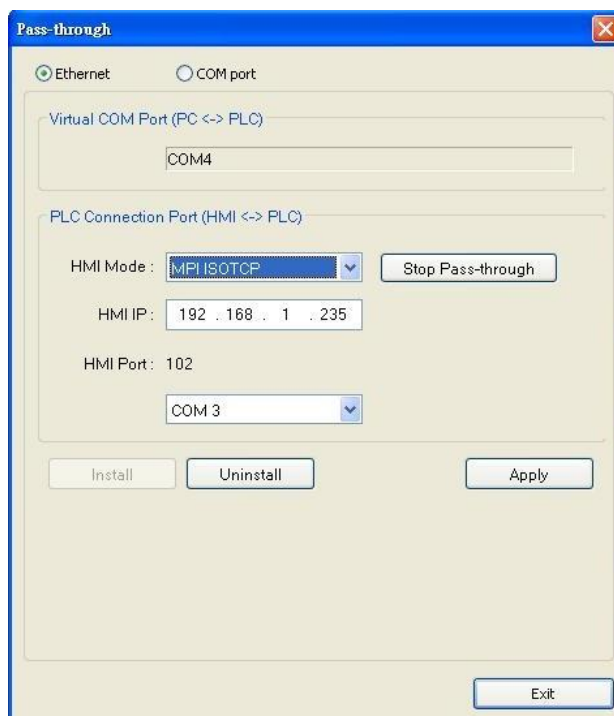 Pass-through
Ethernet COM port
Virtual COM Port (PC <-> PLC)
COM4
PLC Connection Port (HMI <-> PLC)
HMI Mode : MPI ISOTCP Stop Pass-through
HMI IP : 192 . 168 . 1 . 235
HMI Port : 102
COM 3
Install Uninstall Apply
Exit